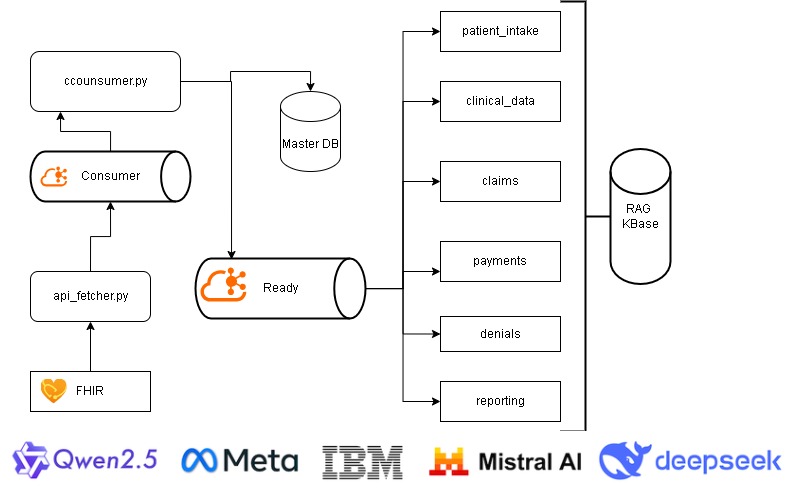 patient_intake
ccounsumer.py
clinical_data
Master DB
Consumer
claims
RAG
KBase
payments
Ready
api_fetcher.py
denials
FHIR
reporting
Qwen2.5
Meta
IBM
Mistral AI
deepseek